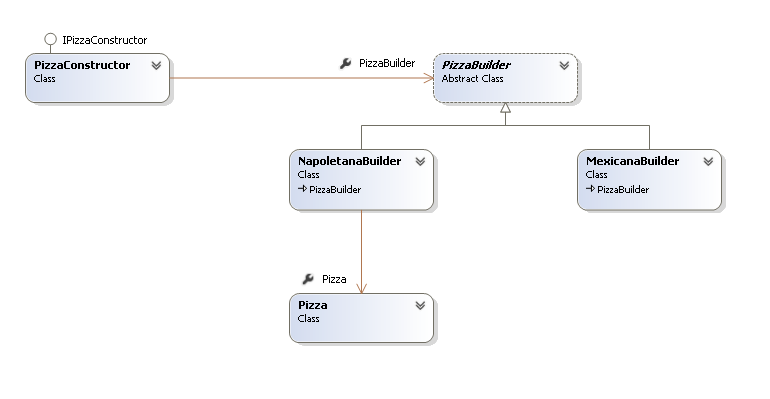 IPizzaConstructor
PizzaConstructor
Class
PizzaBuilder
PizzaBuilder
Abstract Class
NapoletanaBuilder
Class
PizzaBuilder
MexicanaBuilder
Class
PizzaBuilder
Pizza
Pizza
Class